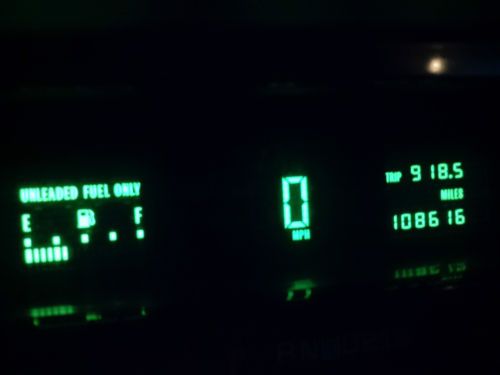 UNLEADED FUEL ONLY
E F
0
MPH
TRIP 918.5
MILES
108616